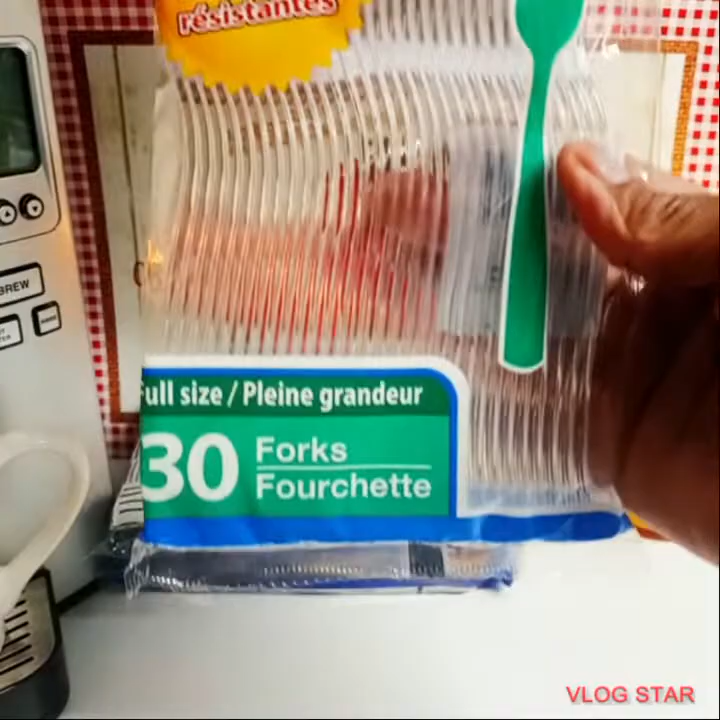 résistantes
Full size / Pleine grandeur
30 Forks
Fourchette
BREW
VLOG STAR